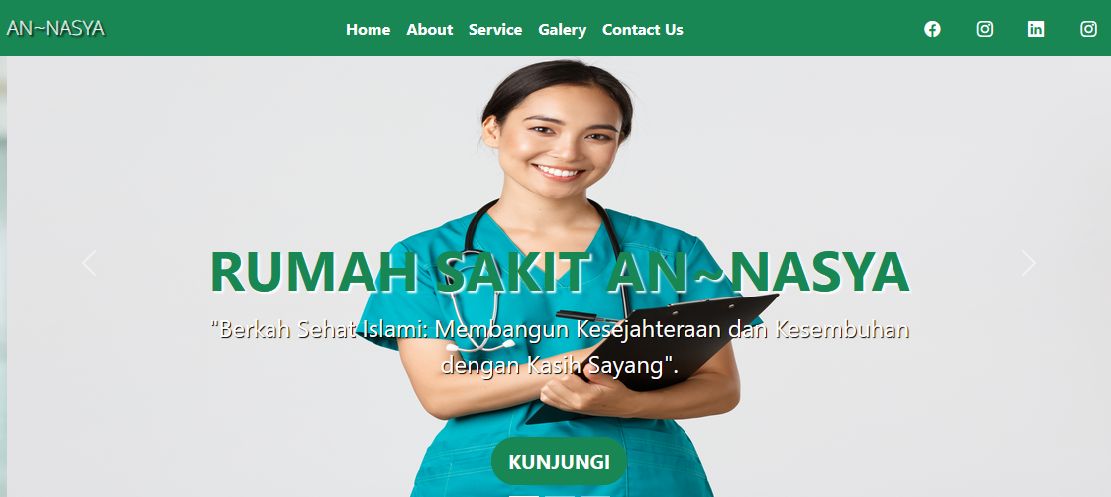 AN~NASYA
Home About Service Galery Contact Us
RUMAH SAKIT AN~NASYA
"Berkah Sehat Islami: Membangun Kesejahteraan dan Kesembuhan
dengan Kasih Sayang".
KUNJUNGI